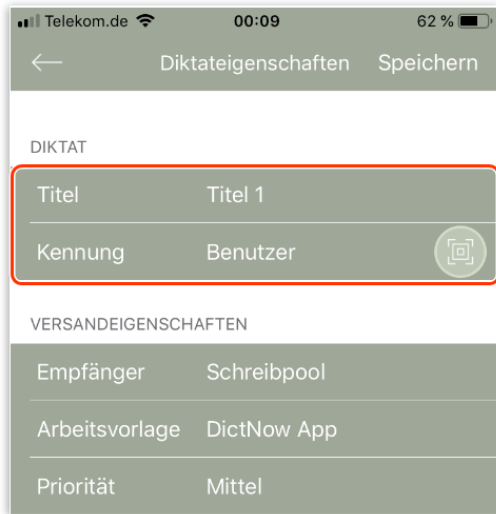 Telekom.de 00:09 62 %
Diktateigenschaften Speichern
DIKTAT
Titel Titel 1
Kennung Benutzer
VERSANDEIGENSCHAFTEN
Empfänger Schreibpool
Arbeitsvorlage DictNow App
Priorität Mittel